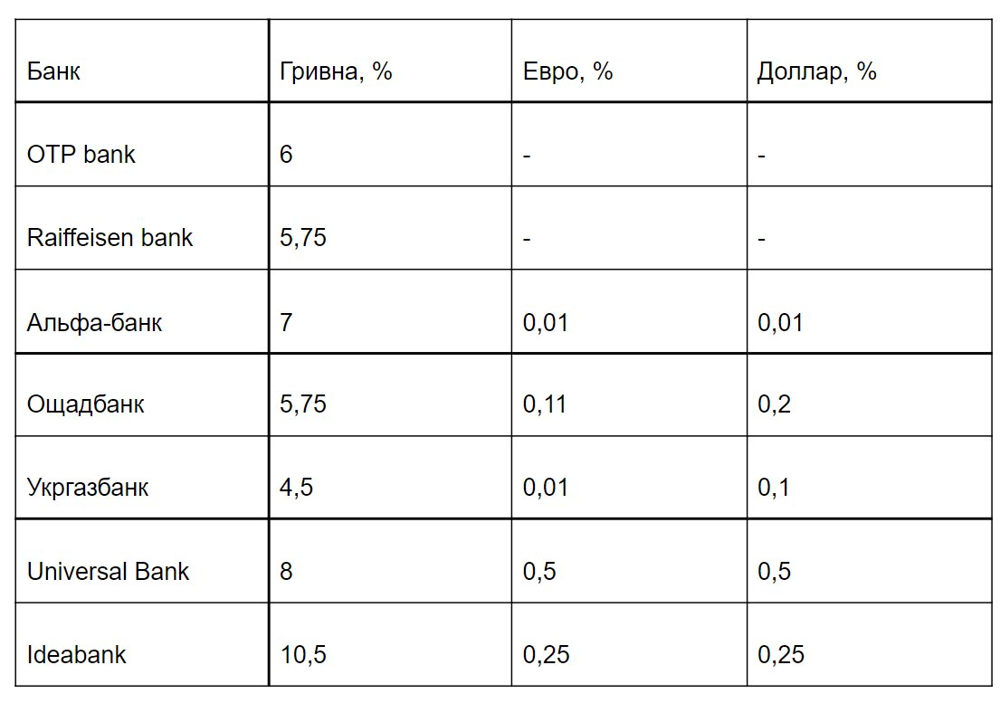 Банк Гривна, % Евро, % Доллар, %
OTP bank 6 - -
Raiffeisen bank 5,75 - -
Альфа-банк 7 0,01 0,01
Ощадбанк 5,75 0,11 0,2
Укргазбанк 4,5 0,01 0,1
Universal Bank 8 0,5 0,5
Ideabank 10,5 0,25 0,25